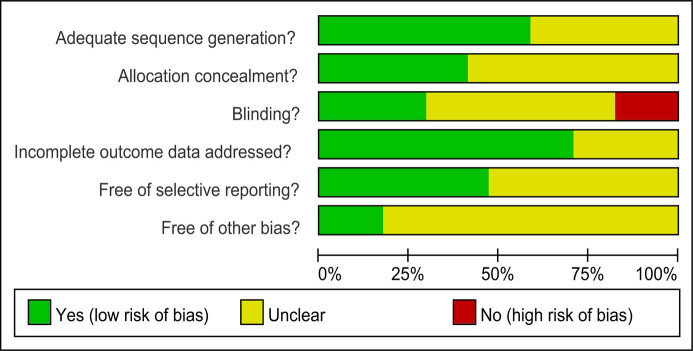 Adequate sequence generation?
Allocation concealment?
Blinding?
Incomplete outcome data addressed?
Free of selective reporting?
Free of other bias?
0% 25% 50% 75% 100%
Yes (low risk of bias) Unclear No (high risk of bias)